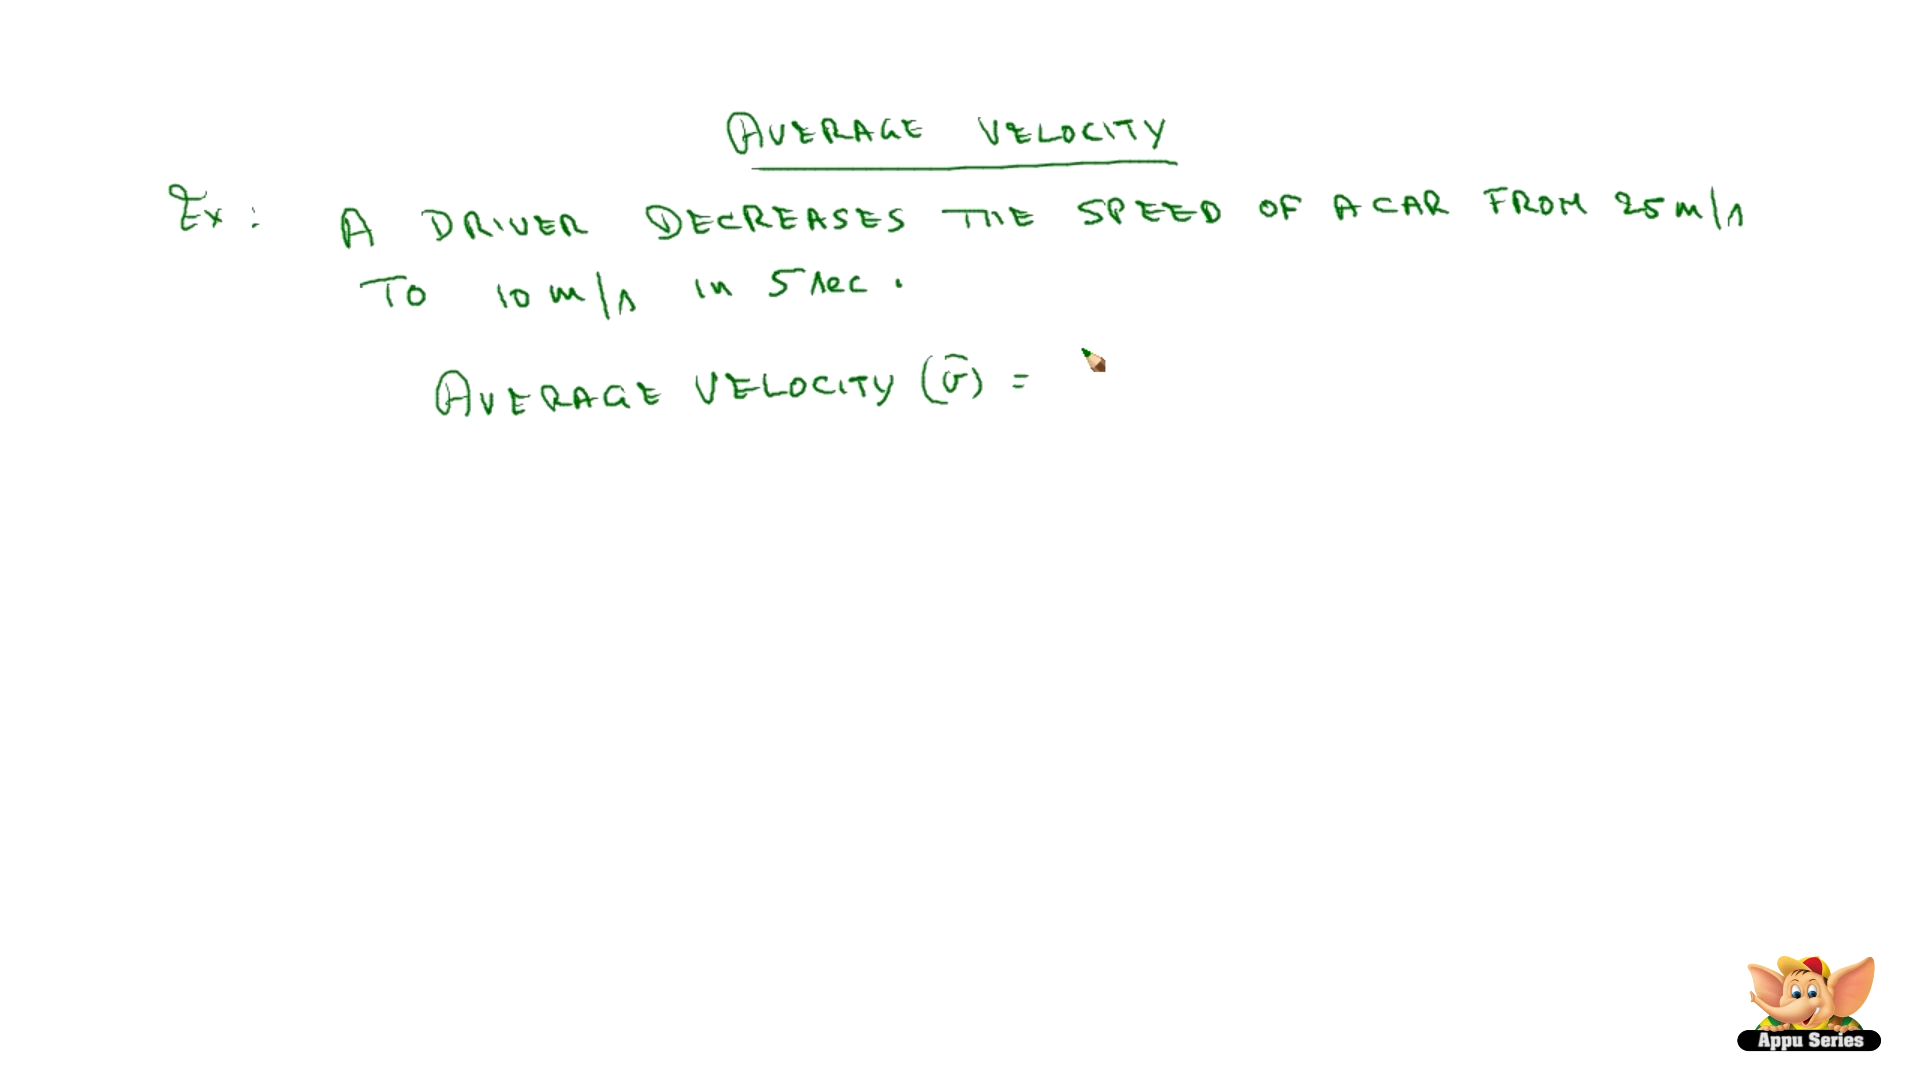 AVERAGE VELOCITY
Ex: A DRIVER DECREASES THE SPEED OF A CAR FROM 25 m/s
TO 10 m/s in 5 sec.
AVERAGE VELOCITY (v̄) =
Appu Series